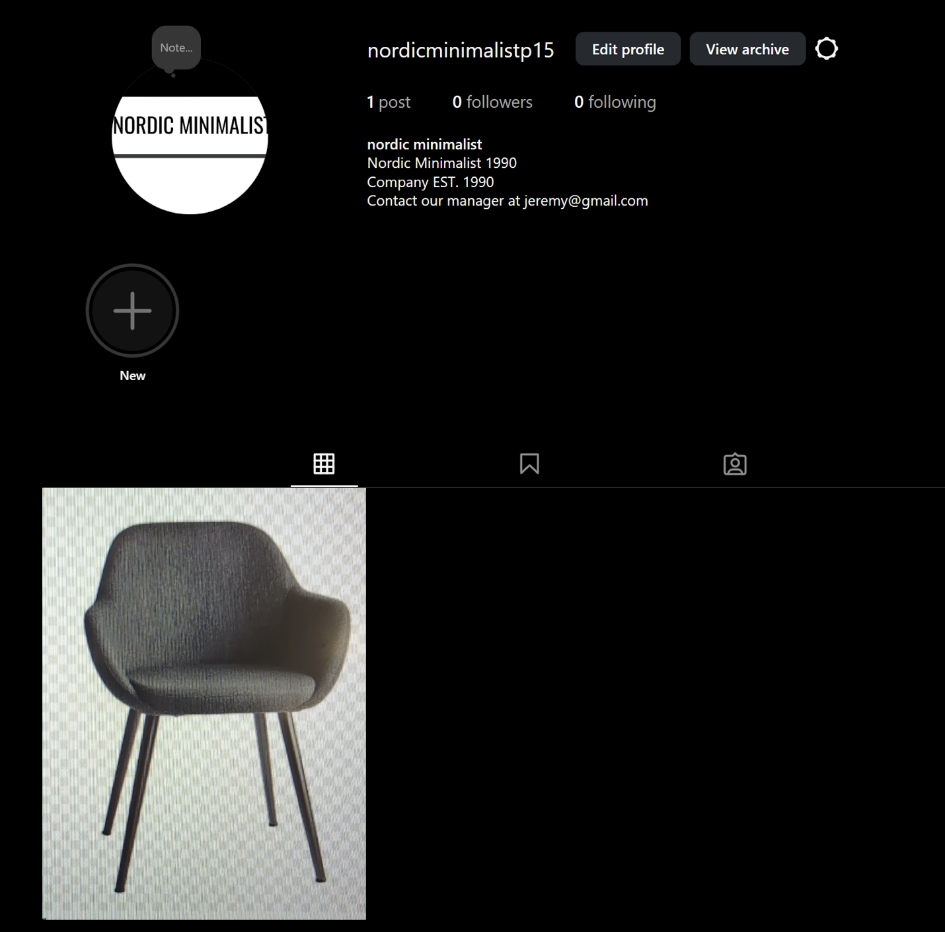 Note...
nordicminimalistp15
Edit profile
View archive
1 post
0 followers
0 following
NORDIC MINIMALIST
nordic minimalist
Nordic Minimalist 1990
Company EST. 1990
Contact our manager at jeremy@gmail.com
New